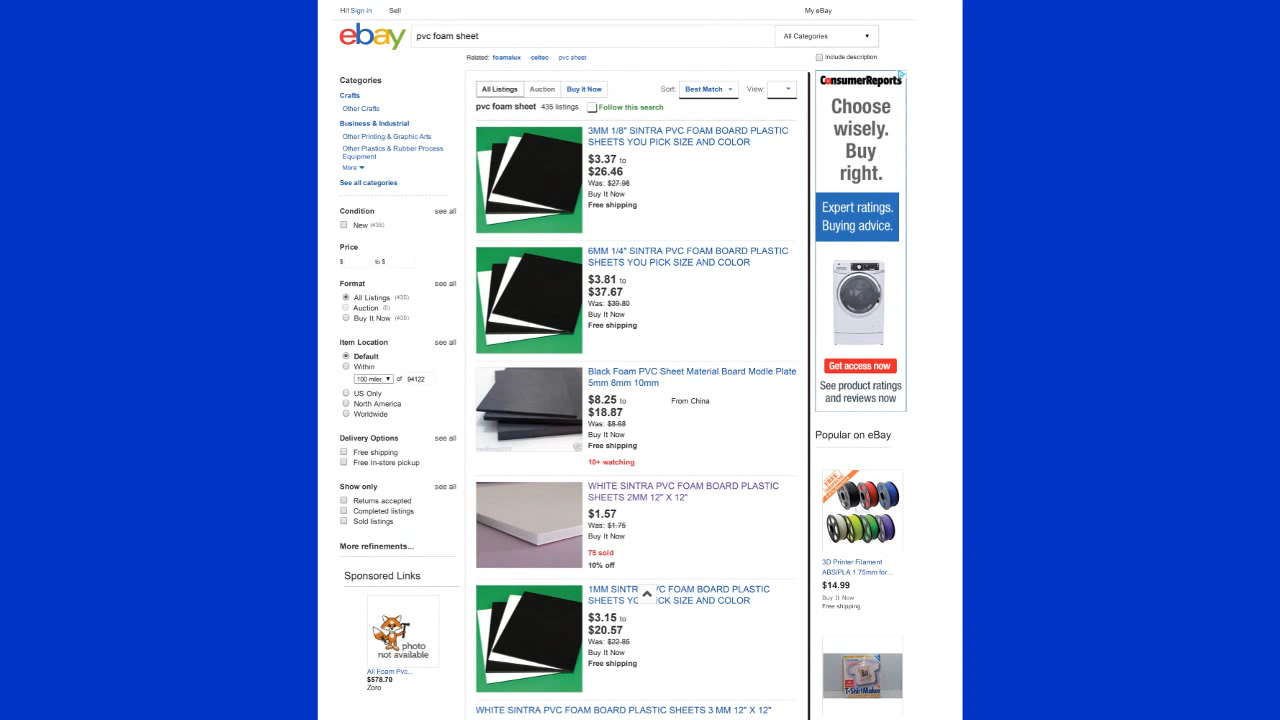 Hi! Sign in Sell My eBay
ebay pvc foam sheet All Categories
Related: foamalux celtec pvc sheet Include description
Categories
Crafts
Other Crafts
Business & Industrial
Other Printing & Graphic Arts
Other Plastics & Rubber Process
Equipment
More
See all categories
Condition see all
New (435)
Price
$ to $
Format see all
All Listings (435)
Auction (0)
Buy It Now (435)
Item Location see all
Default
Within
100 miles of 94122
US Only
North America
Worldwide
Delivery Options see all
Free shipping
Free In-store pickup
Show only see all
Returns accepted
Completed listings
Sold listings
More refinements...
Sponsored Links
photo
not available
All Foam Pvc...
$578.70
Zoro
All Listings Auction Buy It Now Sort: Best Match View:
pvc foam sheet 435 listings Follow this search
3MM 1/8" SINTRA PVC FOAM BOARD PLASTIC
SHEETS YOU PICK SIZE AND COLOR
$3.37 to
$26.46
Was: $27.98
Buy It Now
Free shipping
6MM 1/4" SINTRA PVC FOAM BOARD PLASTIC
SHEETS YOU PICK SIZE AND COLOR
$3.81 to
$37.67
Was: $39.80
Buy It Now
Free shipping
Black Foam PVC Sheet Material Board Modle Plate
5mm 8mm 10mm
$8.25 to From China
$18.87
Was: $8.68
Buy It Now
Free shipping
10+ watching
WHITE SINTRA PVC FOAM BOARD PLASTIC
SHEETS 2MM 12" X 12"
$1.57
Was: $1.75
Buy It Now
75 sold
10% off
1MM SINTR VC FOAM BOARD PLASTIC
SHEETS YO ICK SIZE AND COLOR
$3.15 to
$20.57
Was: $22.85
Buy It Now
Free shipping
WHITE SINTRA PVC FOAM BOARD PLASTIC SHEETS 3 MM 12" X 12"
ConsumerReports
Choose
wisely.
Buy
right.
Expert ratings.
Buying advice.
Get access now
See product ratings
and reviews now
Popular on eBay
FREE
3D Printer Filament
ABS/PLA 1.75mm for...
$14.99
Buy It Now
Free shipping
T-Shirt Maker